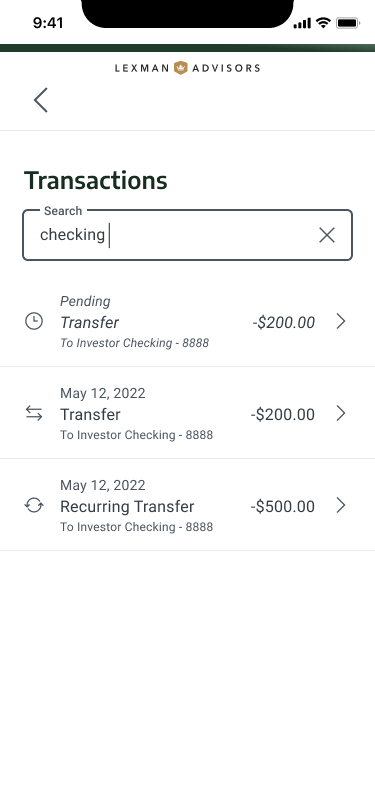 9:41
LEXMAN ADVISORS
Transactions
Search
checking
Pending
Transfer -$200.00
To Investor Checking - 8888
May 12, 2022
Transfer -$200.00
To Investor Checking - 8888
May 12, 2022
Recurring Transfer -$500.00
To Investor Checking - 8888